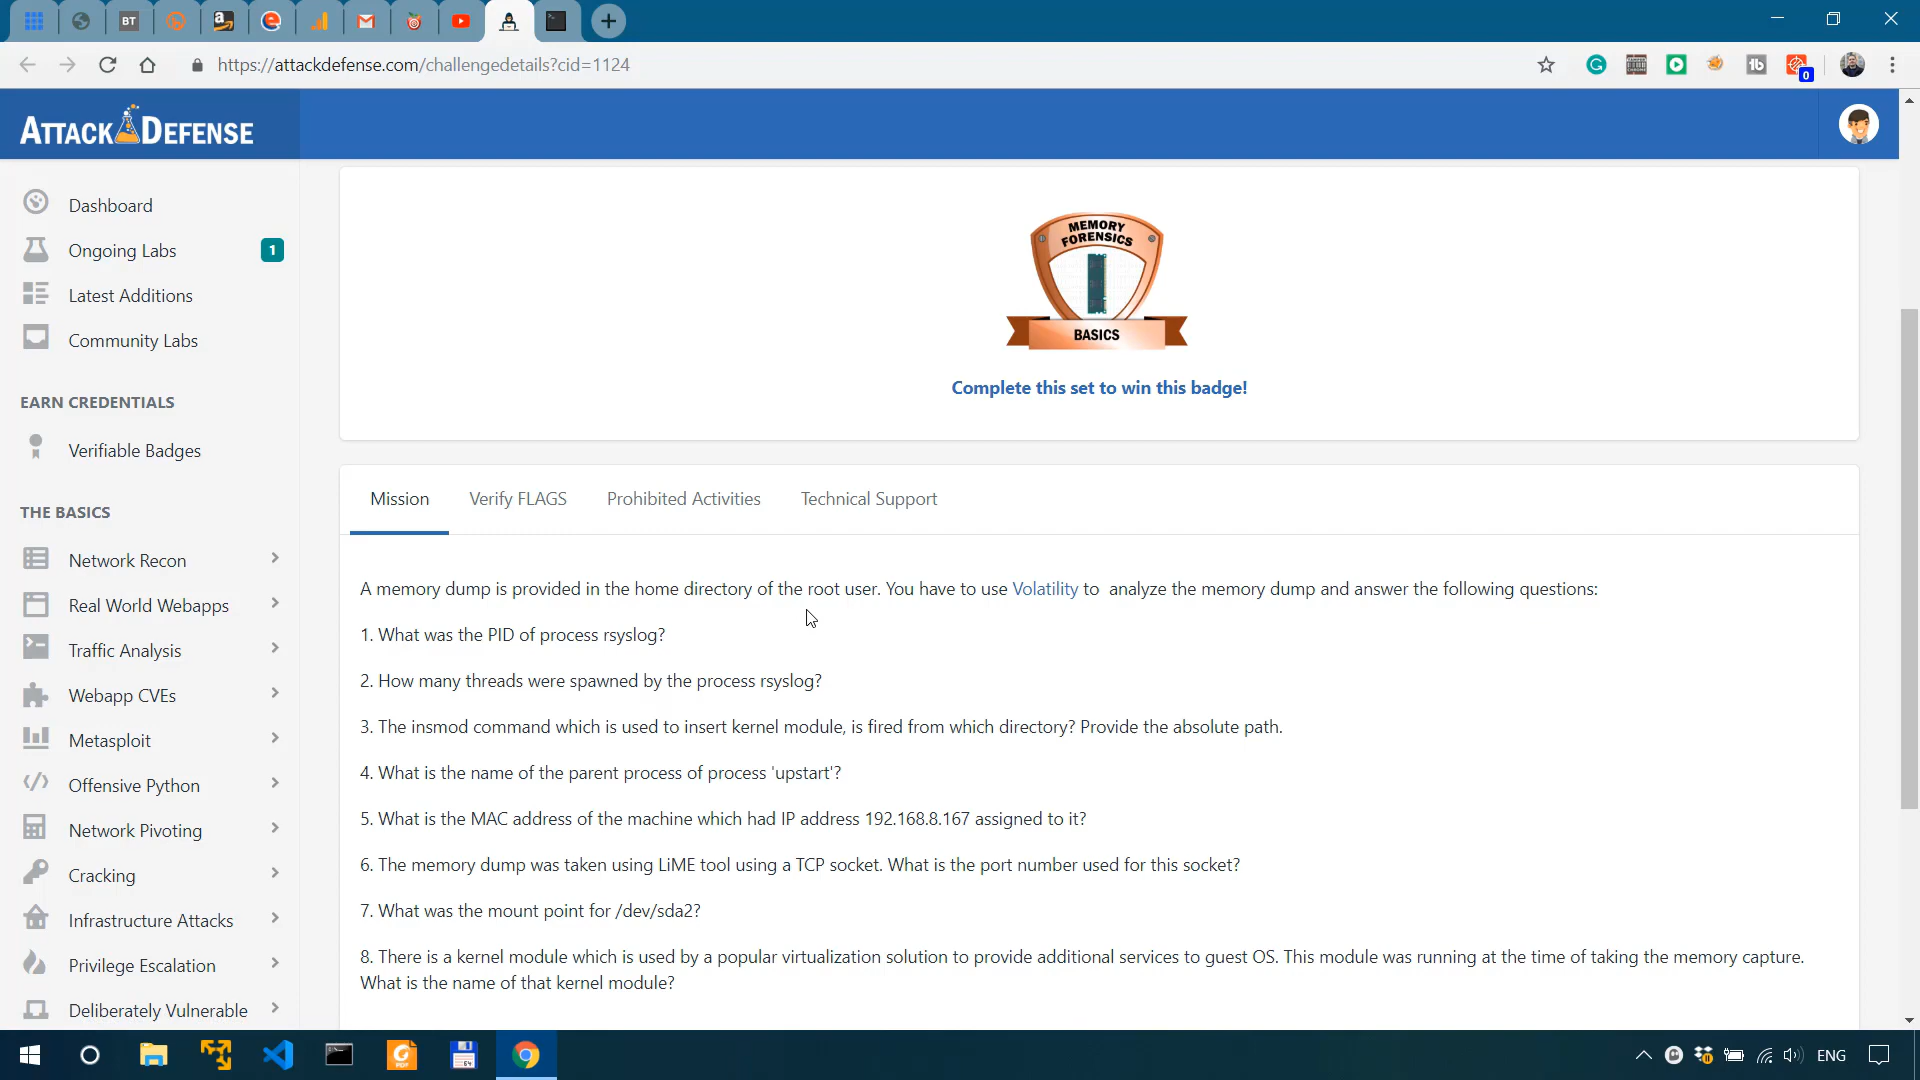 BT
https://attackdefense.com/challengedetails?cid=1124
0
ATTACK DEFENSE
Dashboard
Ongoing Labs
1
Latest Additions
Community Labs
EARN CREDENTIALS
Verifiable Badges
THE BASICS
Network Recon
Real World Webapps
Traffic Analysis
Webapp CVEs
Metasploit
Offensive Python
Network Pivoting
Cracking
Infrastructure Attacks
Privilege Escalation
Deliberately Vulnerable
MEMORY
FORENSICS
BASICS
Complete this set to win this badge!
Mission
Verify FLAGS
Prohibited Activities
Technical Support
A memory dump is provided in the home directory of the root user. You have to use Volatility to analyze the memory dump and answer the following questions:
1. What was the PID of process rsyslog?
2. How many threads were spawned by the process rsyslog?
3. The insmod command which is used to insert kernel module, is fired from which directory? Provide the absolute path.
4. What is the name of the parent process of process 'upstart'?
5. What is the MAC address of the machine which had IP address 192.168.8.167 assigned to it?
6. The memory dump was taken using LiME tool using a TCP socket. What is the port number used for this socket?
7. What was the mount point for /dev/sda2?
8. There is a kernel module which is used by a popular virtualization solution to provide additional services to guest OS. This module was running at the time of taking the memory capture.
What is the name of that kernel module?
ENG